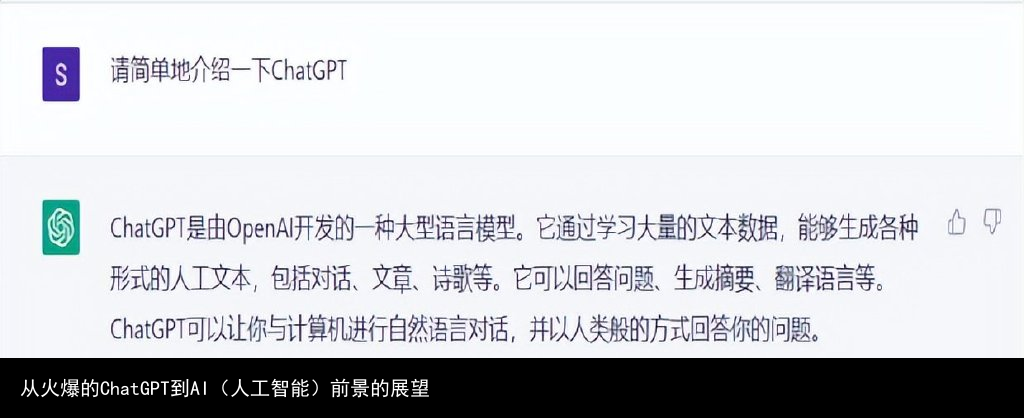 S
请简单地介绍一下ChatGPT
ChatGPT是由OpenAI开发的一种大型语言模型。它通过学习大量的文本数据，能够生成各种
形式的人工文本，包括对话、文章、诗歌等。它可以回答问题、生成摘要、翻译语言等。
ChatGPT可以让你与计算机进行自然语言对话，并以人类般的方式回答你的问题。
从火爆的ChatGPT到AI（人工智能）前景的展望